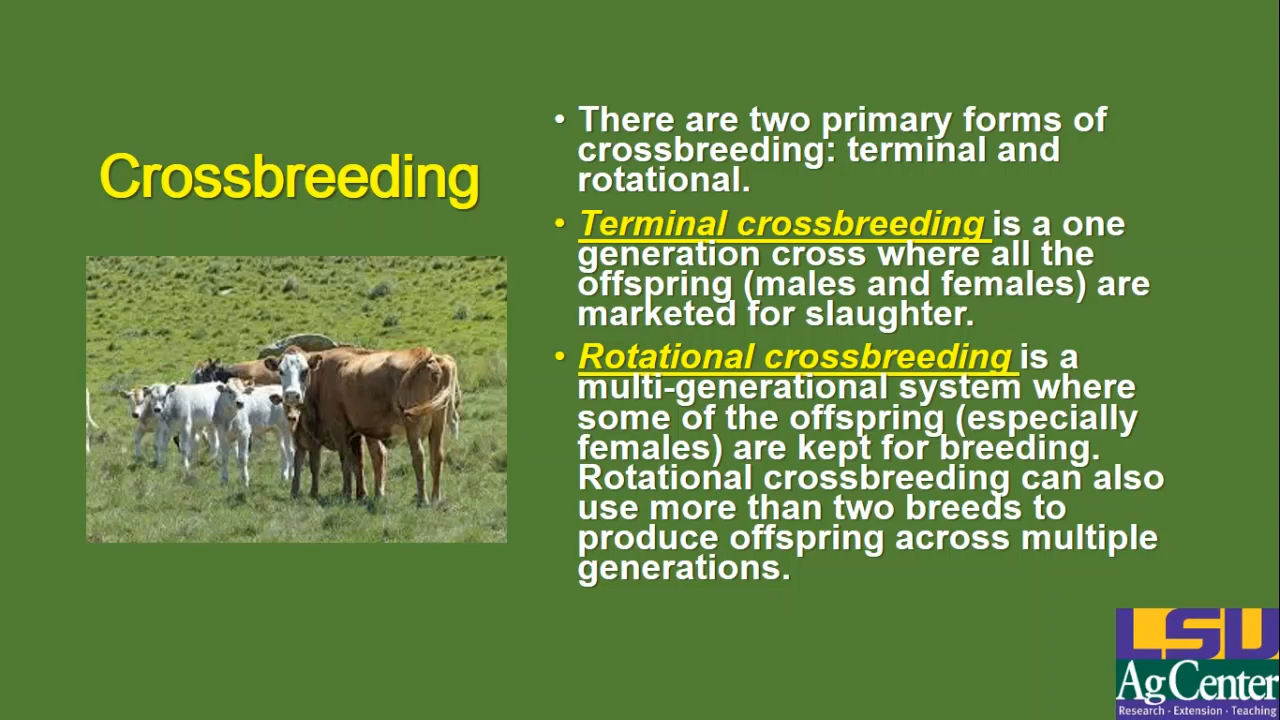 Crossbreeding
• There are two primary forms of
crossbreeding: terminal and
rotational.
• Terminal crossbreeding is a one
generation cross where all the
offspring (males and females) are
marketed for slaughter.
• Rotational crossbreeding is a
multi-generational system where
some of the offspring (especially
females) are kept for breeding.
Rotational crossbreeding can also
use more than two breeds to
produce offspring across multiple
generations.
LSU
AgCenter
Research · Extension · Teaching